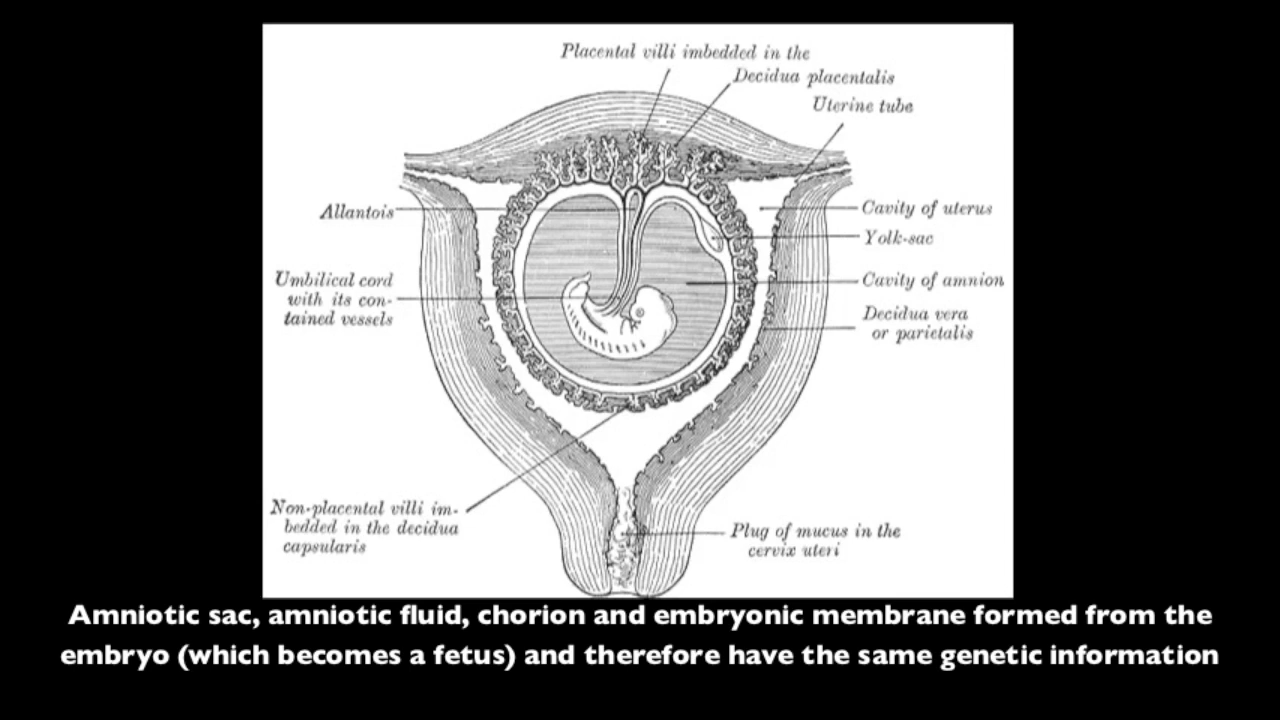 Placental villi imbedded in the
Decidua placentalis
Uterine tube
Allantois
Cavity of uterus
Yolk-sac
Umbilical cord
with its con-
tained vessels
Cavity of amnion
Decidua vera
or parietalis
Non-placental villi im-
bedded in the decidua
capsularis
Plug of mucus in the
cervix uteri
Amniotic sac, amniotic fluid, chorion and embryonic membrane formed from the
embryo (which becomes a fetus) and therefore have the same genetic information